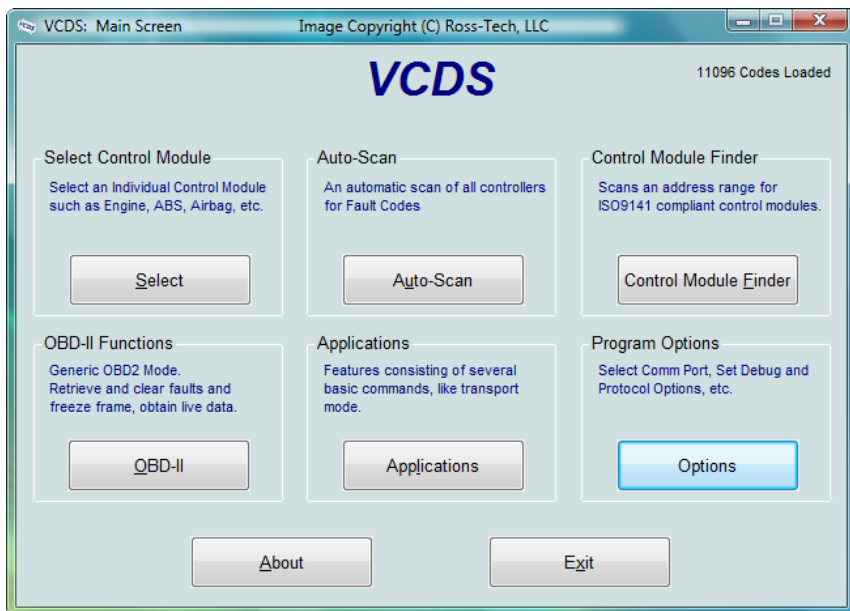 VCDS: Main Screen
Image Copyright (C) Ross-Tech, LLC
VCDS
11096 Codes Loaded
Select Control Module
Select an Individual Control Module
such as Engine, ABS, Airbag, etc.
Select
Auto-Scan
An automatic scan of all controllers
for Fault Codes
Auto-Scan
Control Module Finder
Scans an address range for
ISO9141 compliant control modules.
Control Module Finder
OBD-II Functions
Generic OBD2 Mode.
Retrieve and clear faults and
freeze frame, obtain live data.
OBD-II
Applications
Features consisting of several
basic commands, like transport
mode.
Applications
Program Options
Select Comm Port, Set Debug and
Protocol Options, etc.
Options
About
Exit